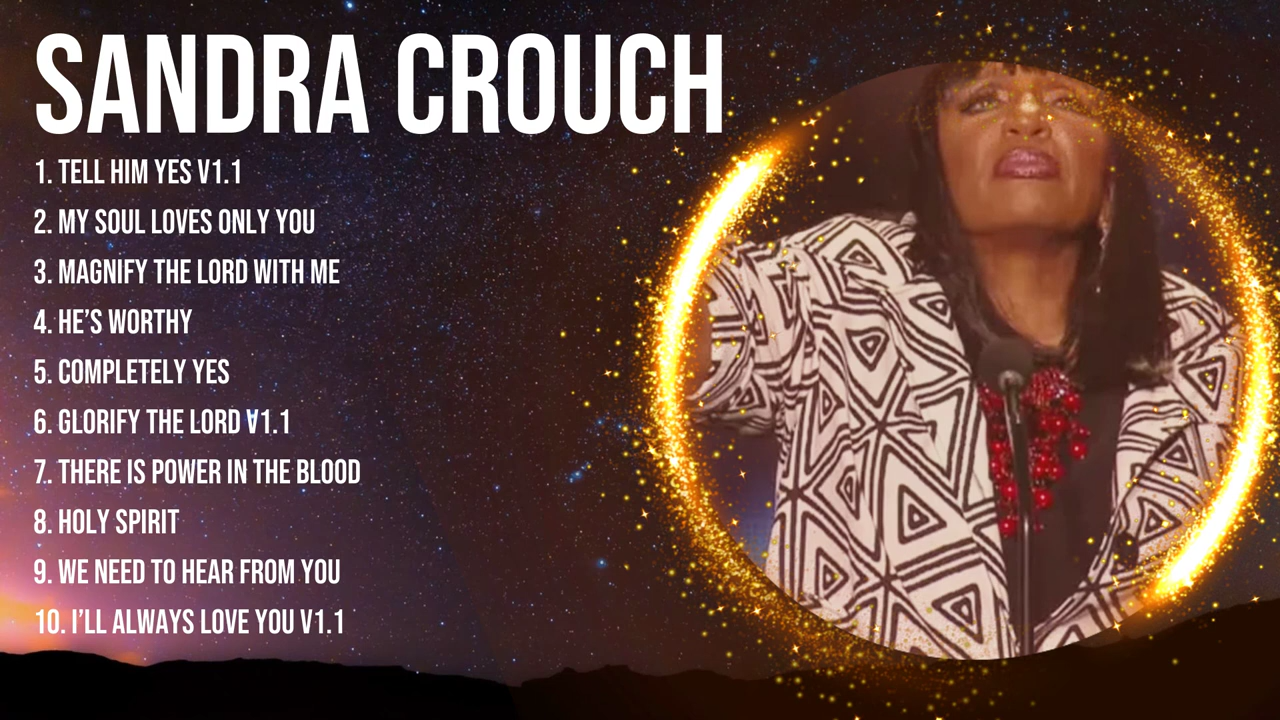 SANDRA CROUCH
1. TELL HIM YES V1.1
2. MY SOUL LOVES ONLY YOU
3. MAGNIFY THE LORD WITH ME
4. HE’S WORTHY
5. COMPLETELY YES
6. GLORIFY THE LORD V1.1
7. THERE IS POWER IN THE BLOOD
8. HOLY SPIRIT
9. WE NEED TO HEAR FROM YOU
10. I’LL ALWAYS LOVE YOU V1.1